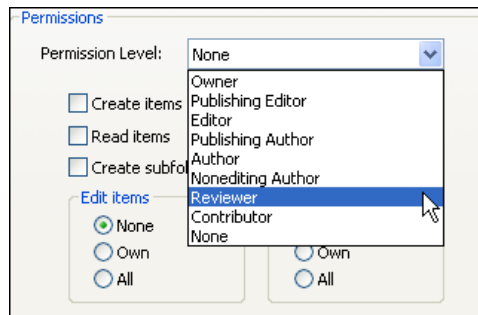 Permissions
Permission Level: None
Owner
Create items Publishing Editor
Editor
Read items Publishing Author
Author
Create subfol Nonediting Author
Edit items Reviewer
Contributor
None None
Own Own
All All